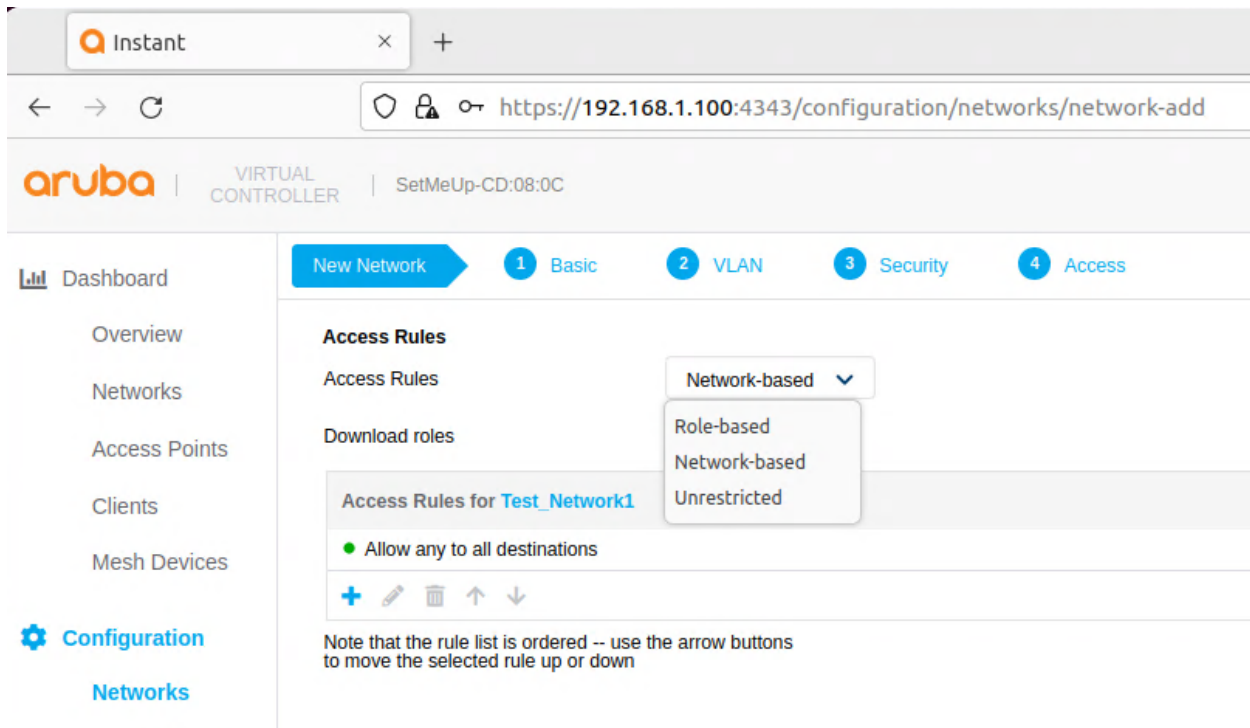 Instant
https://192.168.1.100:4343/configuration/networks/network-add
aruba
VIRTUAL
CONTROLLER
SetMeUp-CD:08:0C
New Network
1 Basic
2 VLAN
3 Security
4 Access
Dashboard
Overview
Networks
Access Points
Clients
Mesh Devices
Configuration
Networks
Access Rules
Access Rules
Network-based
Role-based
Network-based
Unrestricted
Download roles
Access Rules for Test_Network1
Allow any to all destinations
Note that the rule list is ordered -- use the arrow buttons
to move the selected rule up or down